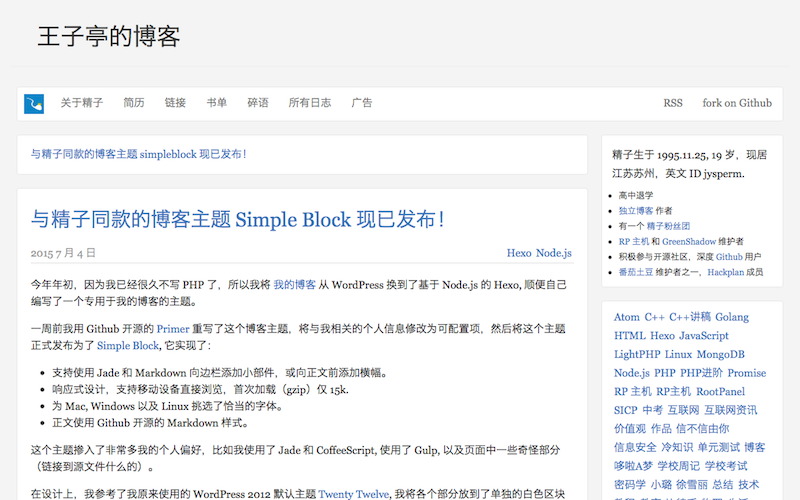 王子亭的博客
关于精子 简历 链接 书单 碎语 所有日志 广告 RSS fork on Github
与精子同款的博客主题 simpleblock 现已发布！
与精子同款的博客主题 Simple Block 现已发布！
2015 7 月 4 日 Hexo Node.js
今年年初，因为我已经很久不写 PHP 了，所以我将 我的博客 从 WordPress 换到了基于 Node.js 的 Hexo, 顺便自己
编写了一个专用于我的博客的主题。
一周前我用 Github 开源的 Primer 重写了这个博客主题，将与我相关的个人信息修改为可配置项，然后将这个主题
正式发布为了 Simple Block, 它实现了：
• 支持使用 Jade 和 Markdown 向边栏添加小部件，或向正文前添加横幅。
• 响应式设计，支持移动设备直接浏览，首次加载（gzip）仅 15k.
• 为 Mac, Windows 以及 Linux 挑选了恰当的字体。
• 正文使用 Github 开源的 Markdown 样式。
这个主题掺入了非常多我的个人偏好，比如我使用了 Jade 和 CoffeeScript, 使用了 Gulp, 以及页面中一些奇怪部分
（链接到源文件什么的）。
在设计上，我参考了我原来使用的 WordPress 2012 默认主题 Twenty Twelve, 我将各个部分放到了单独的白色区块
精子生于 1995.11.25, 19 岁，现居
江苏苏州，英文 ID jysperm.
• 高中退学
• 独立博客 作者
• 有一个 精子粉丝团
• RP 主机 和 GreenShadow 维护者
• 积极参与开源社区，深度 Github 用户
• 番茄土豆 维护者之一，Hackplan 成员
Atom C++ C++讲稿 Golang
HTML Hexo JavaScript
LightPHP Linux MongoDB
Node.js PHP PHP进阶 Promise
RP 主机 RP主机 RootPanel
SICP 中考 互联网 互联网资讯
价值观 作品 信不信由你
信息安全 冷知识 单元测试 博客
哆啦A梦 学校周记 学校考试
密码学 小璐 徐雪丽 总结 技术